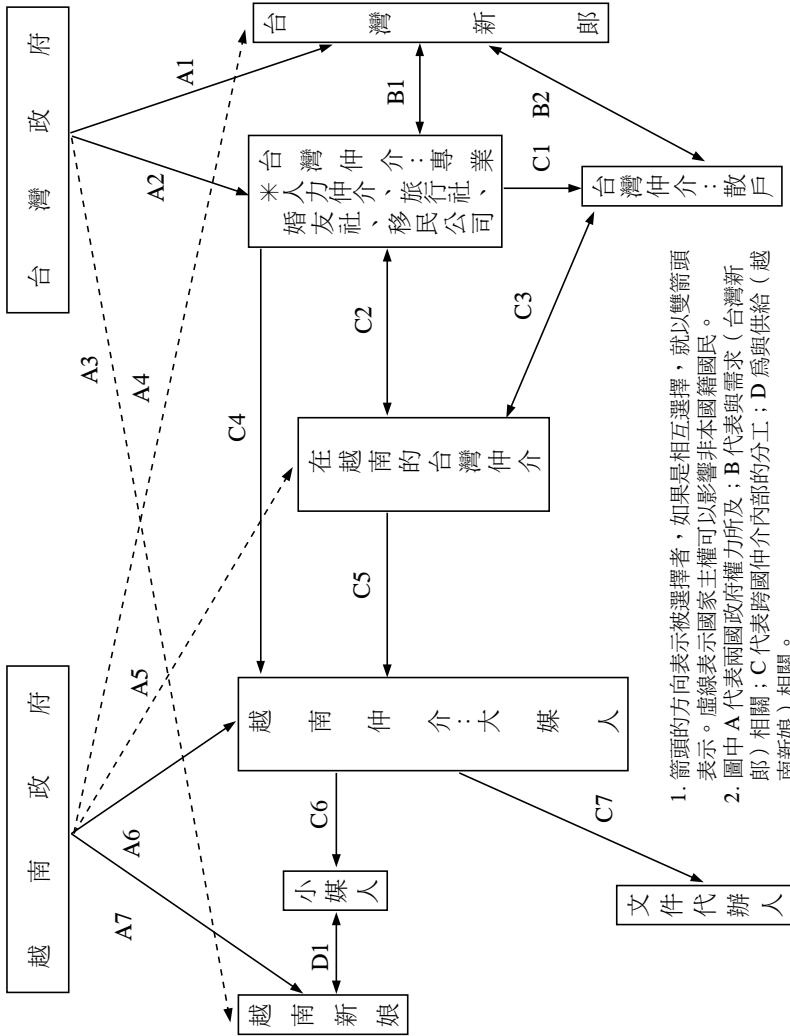 越南政府
台灣政府
A7
A6
A5
A3
A4
A2
A1
越南新娘
D1
小媒人
C6
越南仲介:大媒人
C4
C5
在越南的台灣仲介
C2
台灣仲介:專業
*人力仲介、旅行社、
婚友社、移民公司
B1
台灣新郎
C7
C3
C1
B2
文件代辦人
台灣仲介:散戶
1. 箭頭的方向表示被選擇者,如果是相互選擇,就以雙箭頭
表示。虛線表示國家主權可以影響非本國籍國民。
2. 圖中 A 代表兩國政府權力所及;B 代表與需求(台灣新
郎)相關;C 代表跨國仲介內部的分工;D 為與供給(越
南新娘)相關。